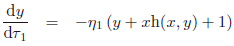 dy/dτ₁ = −η₁ (y + xh(x, y) + 1)